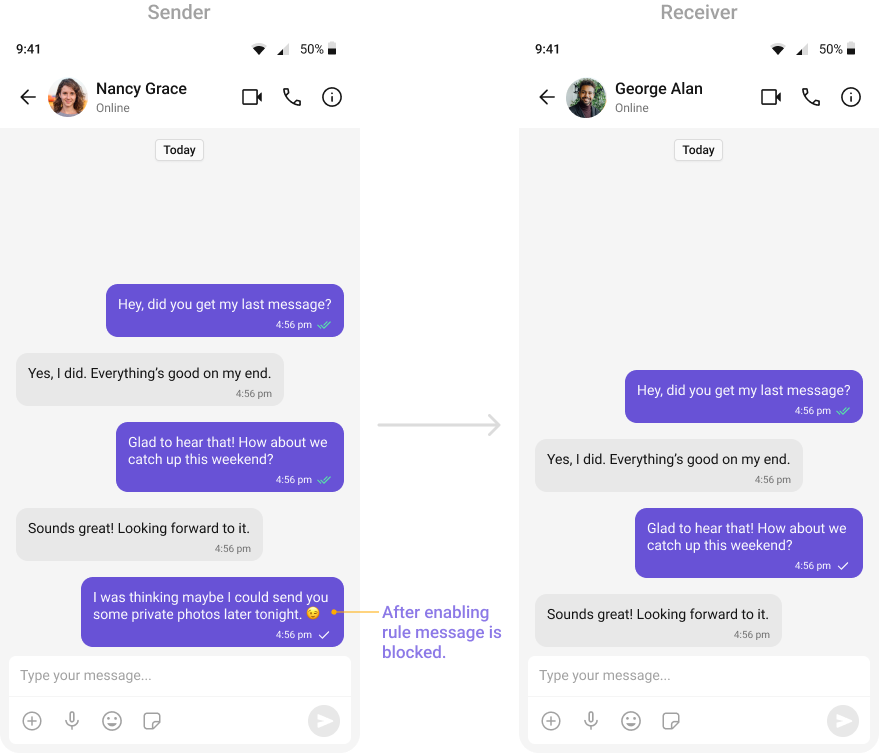 Sender
9:41
50%
Nancy Grace
Online
Today
Hey, did you get my last message?
4:56 pm
Yes, I did. Everything’s good on my end.
4:56 pm
Glad to hear that! How about we
catch up this weekend?
4:56 pm
Sounds great! Looking forward to it.
4:56 pm
I was thinking maybe I could send you
some private photos later tonight. 😉
4:56 pm
Type your message...
After enabling
rule message is
blocked.
Receiver
9:41
50%
George Alan
Online
Today
Hey, did you get my last message?
4:56 pm
Yes, I did. Everything’s good on my end.
4:56 pm
Glad to hear that! How about we
catch up this weekend?
4:56 pm
Sounds great! Looking forward to it.
4:56 pm
Type your message...